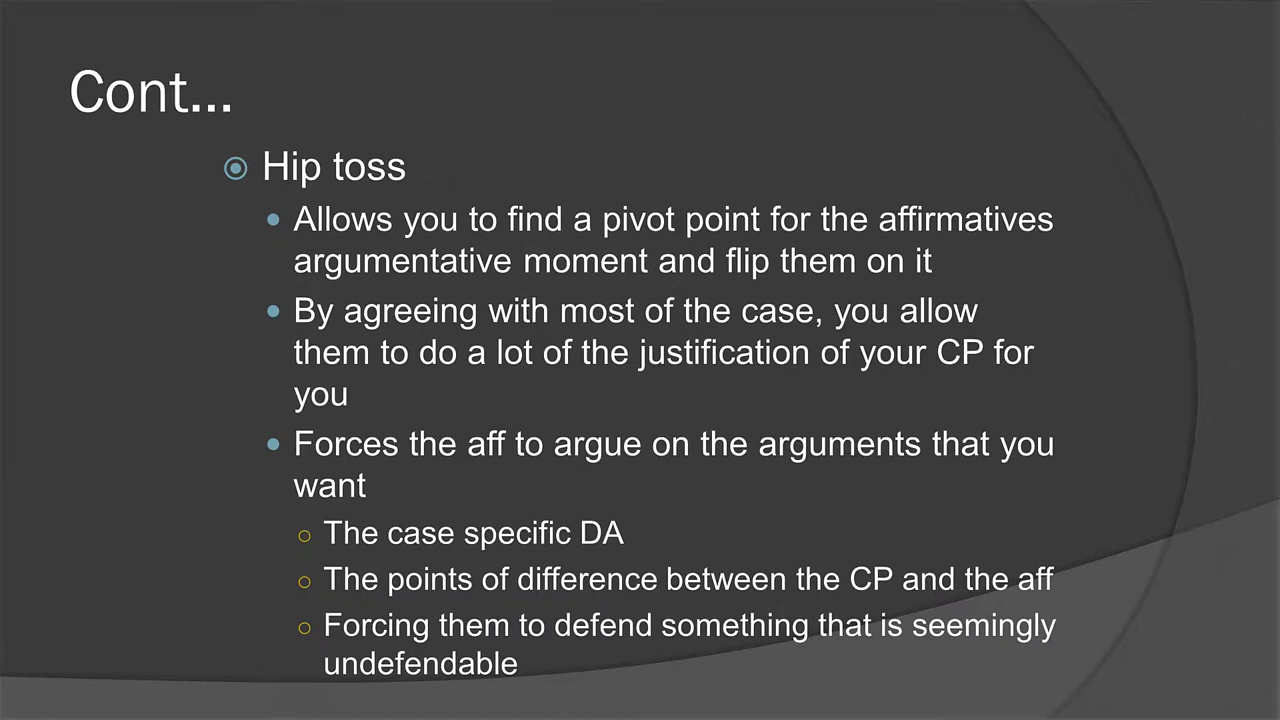 Cont...
Hip toss
Allows you to find a pivot point for the affirmatives
argumentative moment and flip them on it
By agreeing with most of the case, you allow
them to do a lot of the justification of your CP for
you
Forces the aff to argue on the arguments that you
want
The case specific DA
The points of difference between the CP and the aff
Forcing them to defend something that is seemingly
undefendable